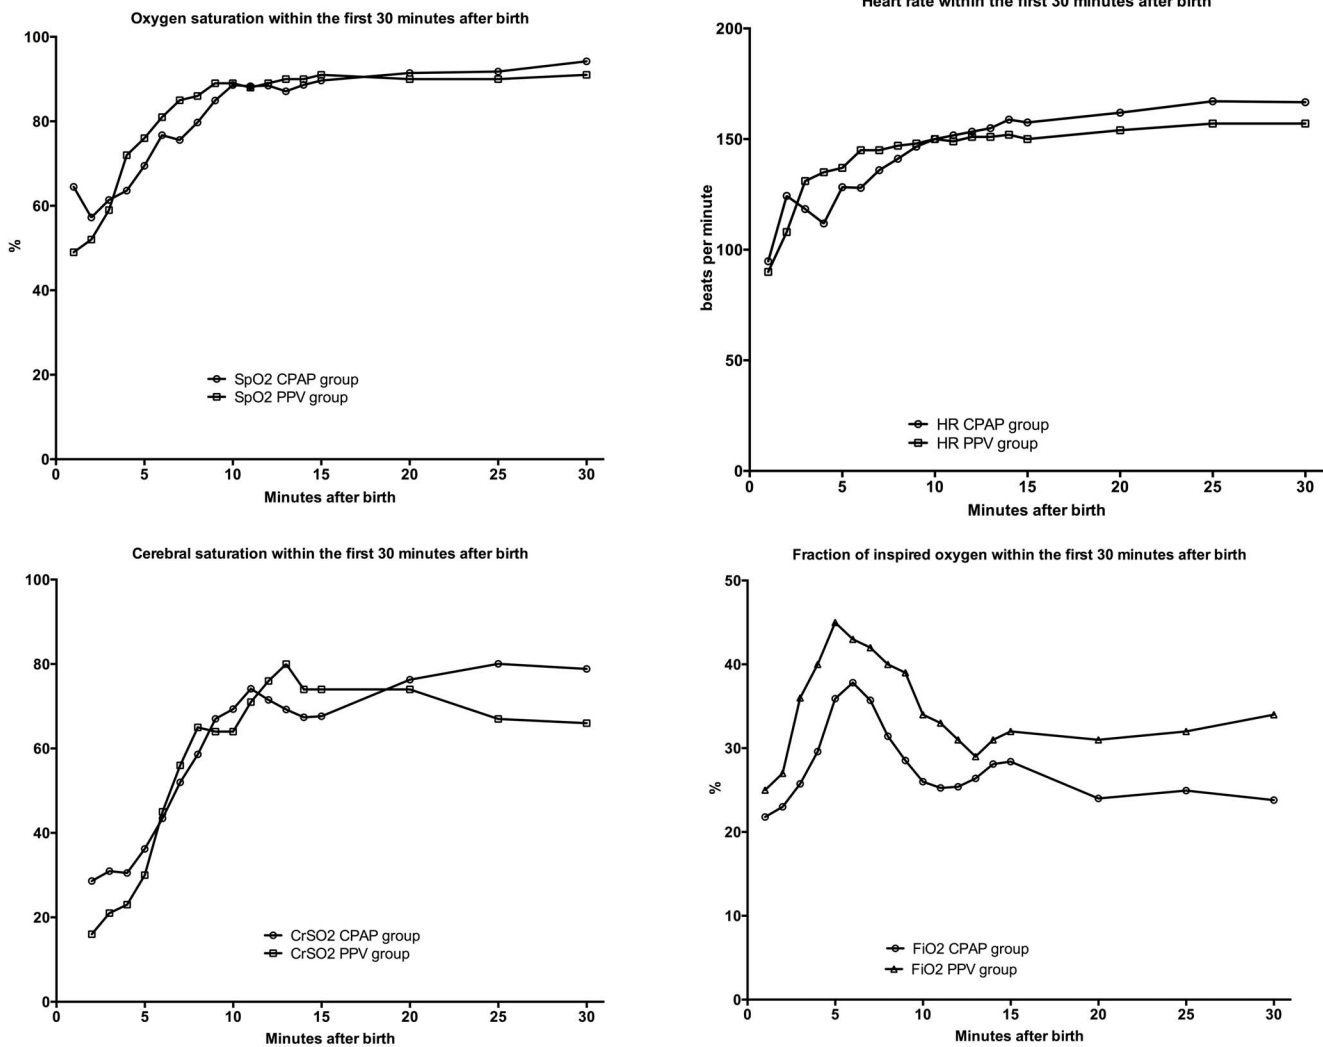 Oxygen saturation within the first 30 minutes after birth
100
80
60
40
20
0
%
0 5 10 15 20 25 30
Minutes after birth
SpO2 CPAP group
SpO2 PPV group
Heart rate within the first 30 minutes after birth
200
150
100
50
0
beats per minute
0 5 10 15 20 25 30
Minutes after birth
HR CPAP group
HR PPV group
Cerebral saturation within the first 30 minutes after birth
100
80
60
40
20
0
0 5 10 15 20 25 30
Minutes after birth
CrSO2 CPAP group
CrSO2 PPV group
Fraction of inspired oxygen within the first 30 minutes after birth
50
40
30
20
10
0
%
0 5 10 15 20 25 30
Minutes after birth
FiO2 CPAP group
FiO2 PPV group